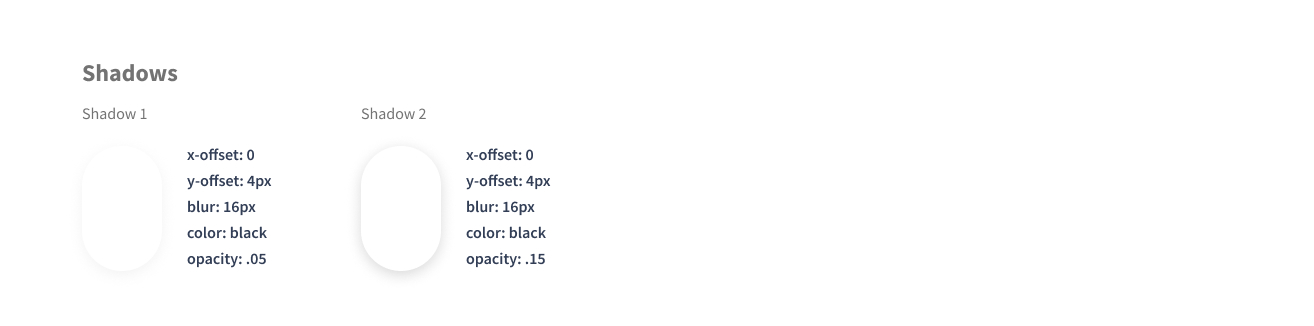 Shadows
Shadow 1
x-offset: 0
y-offset: 4px
blur: 16px
color: black
opacity: .05
Shadow 2
x-offset: 0
y-offset: 4px
blur: 16px
color: black
opacity: .15